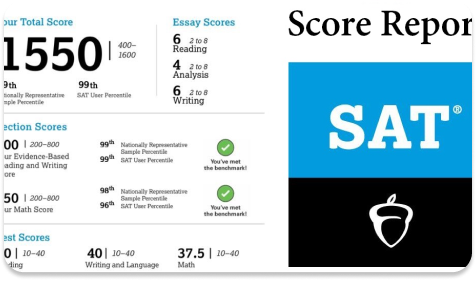 our Total Score
1550 | 400–1600
9th 99th
tionally Representative SAT User Percentile
mple Percentile
Essay Scores
6 2 to 8
Reading
4 2 to 8
Analysis
6 2 to 8
Writing
ection Scores
00 | 200–800
ur Evidence-Based
ading and Writing
ore
99th Nationally Representative
Sample Percentile
99th SAT User Percentile
You've met
the benchmark!
50 | 200–800
ur Math Score
98th Nationally Representative
Sample Percentile
96th SAT User Percentile
You've met
the benchmark!
est Scores
0 | 10–40
ding
40 | 10–40
Writing and Language
37.5 | 10–40
Math
Score Repor
SAT®